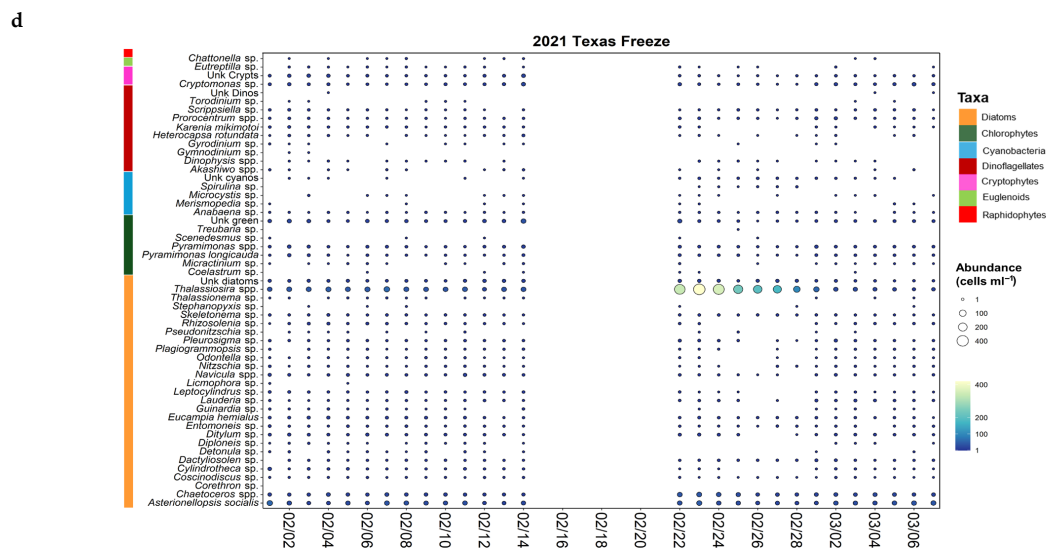 d
2021 Texas Freeze
Chattonella sp.
Eutreptilla sp.
Unk Crypts
Cryptomonas sp.
Unk Dinos
Torodinium sp.
Scrippsiella sp.
Prorocentrum spp.
Karenia mikimotoi
Heterocapsa rotundata
Gyrodinium sp.
Gymnodinium sp.
Dinophysis spp.
Akashiwo spp.
Unk cyanos
Spirulina sp.
Microcystis sp.
Merismopedia sp.
Anabaena sp.
Unk green
Treubaria sp.
Scenedesmus sp.
Pyramimonas spp.
Pyramimonas longicauda
Micractinium sp.
Coelastrum sp.
Unk diatoms
Thalassiosira spp.
Thalassionema sp.
Stephanopyxis sp.
Skeletonema sp.
Rhizosolenia sp.
Pseudonitzschia sp.
Pleurosigma sp.
Plagiogrammopsis sp.
Odontella sp.
Nitzschia sp.
Navicula spp.
Licmophora sp.
Leptocylindrus sp.
Lauderia sp.
Guinardia sp.
Eucampia hemialus
Entomoneis sp.
Ditylum sp.
Diploneis sp.
Detonula sp.
Dactyliosolen sp.
Cylindrotheca sp.
Coscinodiscus sp.
Corethron sp.
Chaetoceros spp.
Asterionellopsis socialis
02/02
02/04
02/06
02/08
02/10
02/12
02/14
02/16
02/18
02/20
02/22
02/24
02/26
02/28
03/02
03/04
03/06
Taxa
Diatoms
Chlorophytes
Cyanobacteria
Dinoflagellates
Cryptophytes
Euglenoids
Raphidophytes
Abundance
(cells ml⁻¹)
1
100
200
400
400
200
100
1